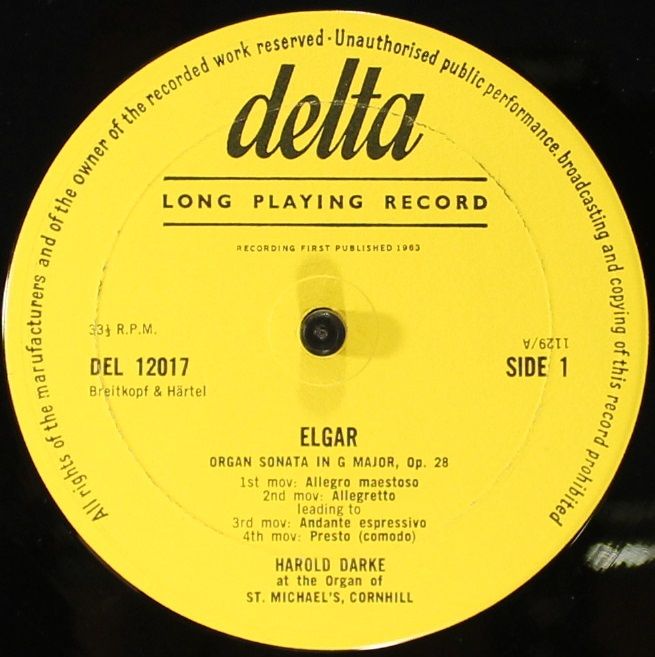 All rights of the manufacturers and of the owner of the recorded work reserved · Unauthorised public performance, broadcasting and copying of this record prohibited
delta
LONG PLAYING RECORD
RECORDING FIRST PUBLISHED 1963
33⅓ R.P.M.
1129/A
DEL 12017
SIDE 1
Breitkopf & Härtel
ELGAR
ORGAN SONATA IN G MAJOR, Op. 28
1st mov: Allegro maestoso
2nd mov: Allegretto
leading to
3rd mov: Andante espressivo
4th mov: Presto (comodo)
HAROLD DARKE
at the Organ of
ST. MICHAEL'S, CORNHILL